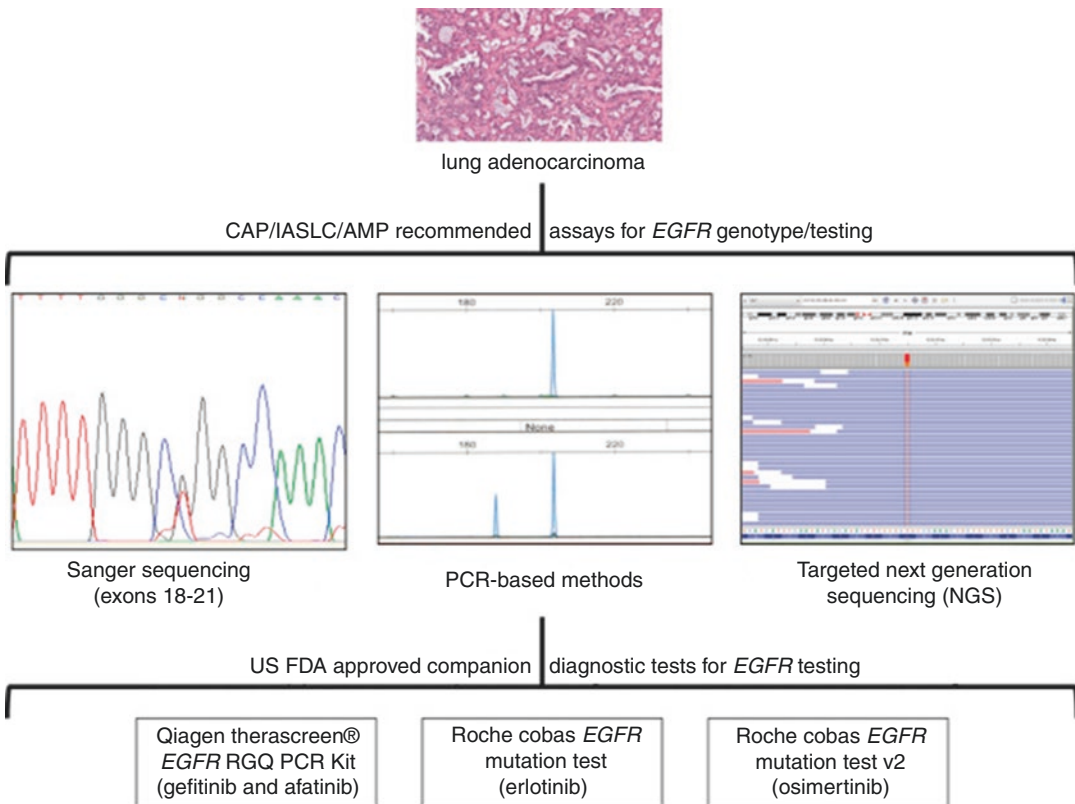 lung adenocarcinoma
CAP/IASLC/AMP recommended assays for EGFR genotype/testing
180 220
None
180 220
Sanger sequencing
(exons 18-21)
PCR-based methods
Targeted next generation
sequencing (NGS)
US FDA approved companion diagnostic tests for EGFR testing
Qiagen therascreen®
EGFR RGQ PCR Kit
(gefitinib and afatinib)
Roche cobas EGFR
mutation test
(erlotinib)
Roche cobas EGFR
mutation test v2
(osimertinib)